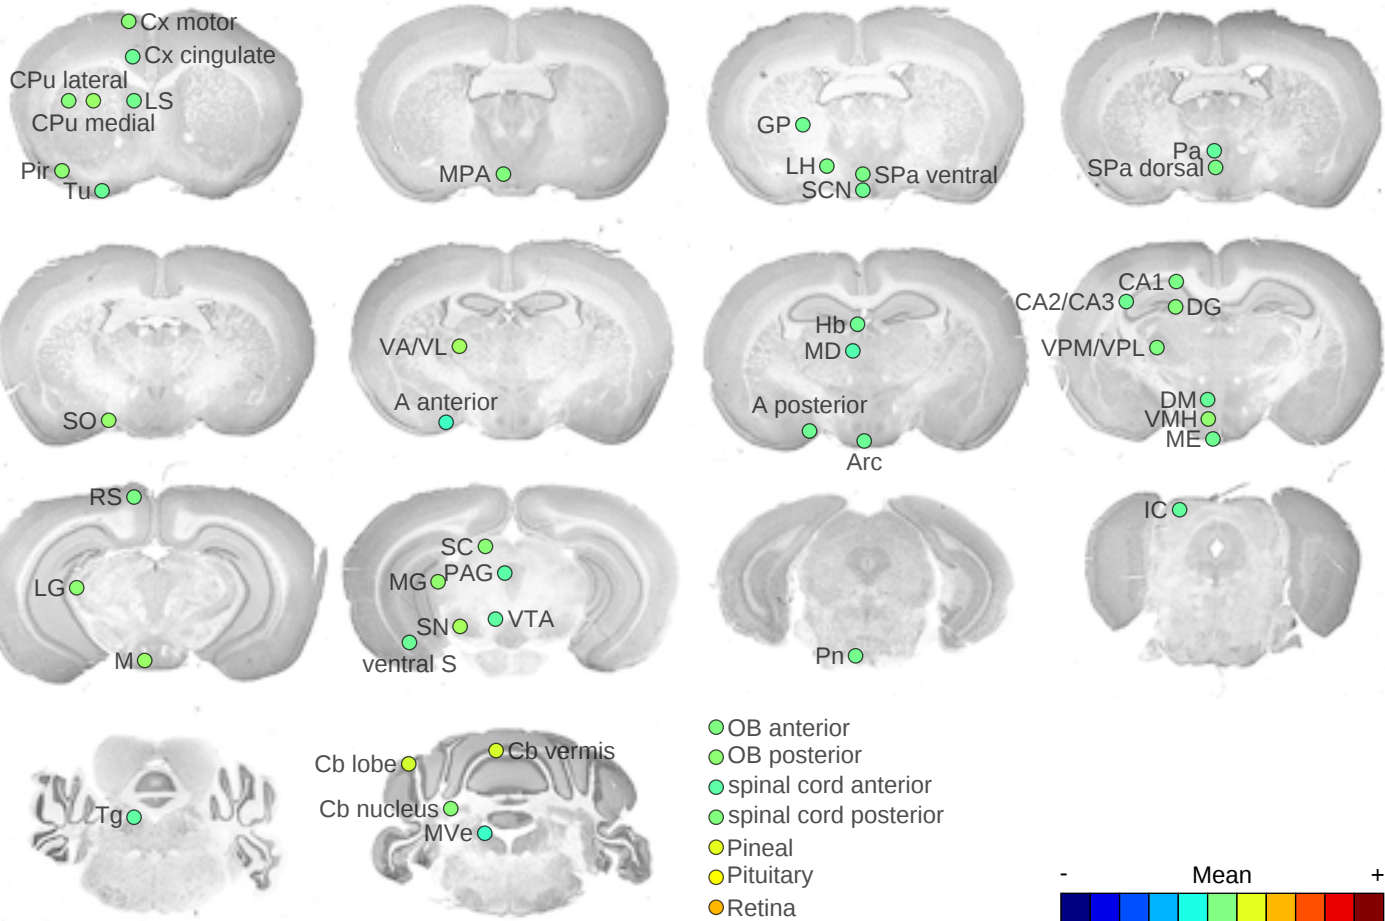 Cx motor
Cx cingulate
CPu lateral
LS
CPu medial
Pir
Tu
MPA
GP
LH
SPa ventral
SCN
Pa
SPa dorsal
SO
VA/VL
A anterior
Hb
MD
A posterior
Arc
CA1
CA2/CA3
DG
VPM/VPL
DM
VMH
ME
RS
LG
M
SC
MG
PAG
SN
VTA
ventral S
Pn
IC
Tg
Cb lobe
Cb vermis
Cb nucleus
MVe
OB anterior
OB posterior
spinal cord anterior
spinal cord posterior
Pineal
Pituitary
Retina
- Mean +